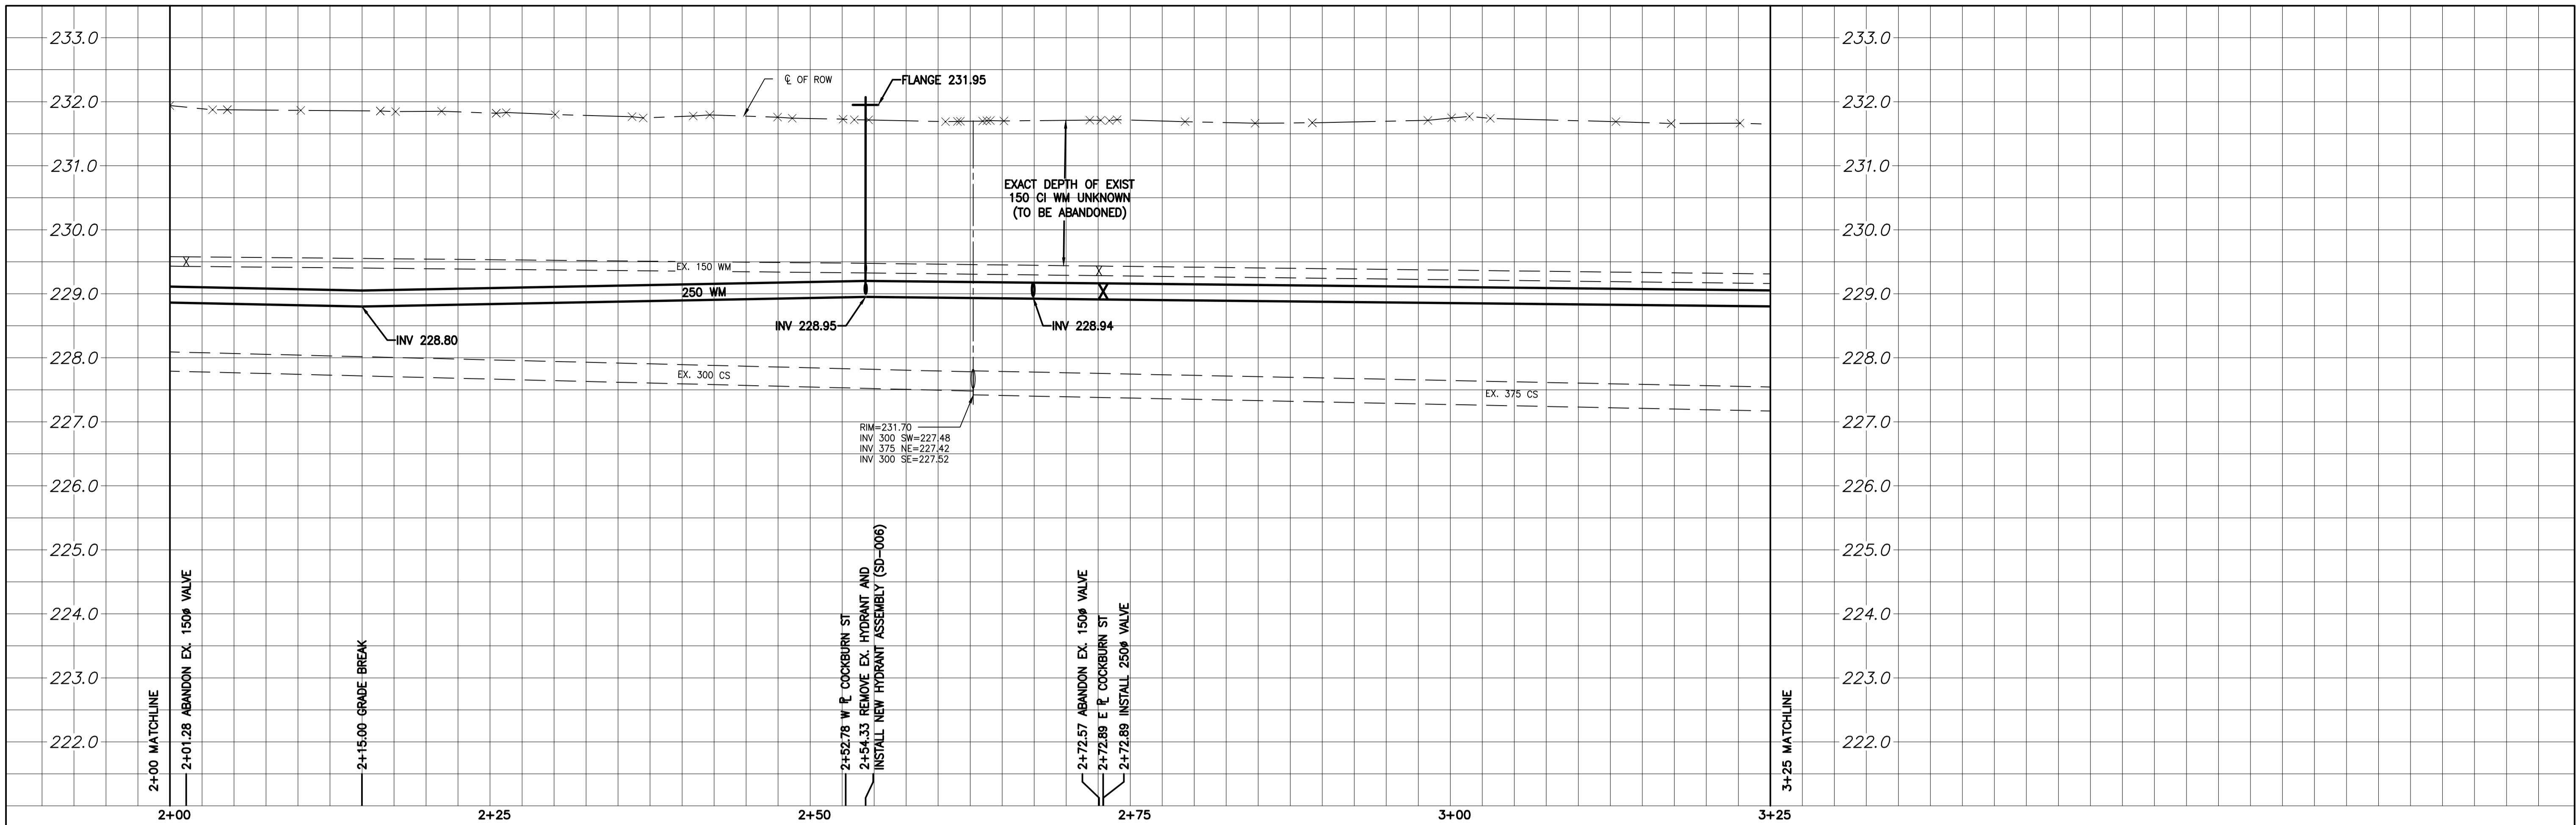 233.0
233.0
℄ OF ROW
FLANGE 231.95
232.0
232.0
231.0
231.0
EXACT DEPTH OF EXIST
150 CI WM UNKNOWN
(TO BE ABANDONED)
230.0
230.0
EX. 150 WM
229.0
250 WM
229.0
INV 228.80
INV 228.95
INV 228.94
228.0
228.0
EX. 300 CS
EX. 375 CS
227.0
227.0
RIM=231.70
INV 300 SW=227.48
INV 375 NE=227.42
INV 300 SE=227.52
226.0
226.0
225.0
225.0
224.0
224.0
223.0
223.0
222.0
222.0
2+00 MATCHLINE
2+01.28 ABANDON EX. 150ø VALVE
2+15.00 GRADE BREAK
2+52.78 W ⅊ COCKBURN ST
2+54.33 REMOVE EX. HYDRANT AND
INSTALL NEW HYDRANT ASSEMBLY (SD-006)
2+72.57 ABANDON EX. 150ø VALVE
2+72.89 E ⅊ COCKBURN ST
2+72.89 INSTALL 250ø VALVE
3+25 MATCHLINE
2+00
2+25
2+50
2+75
3+00
3+25